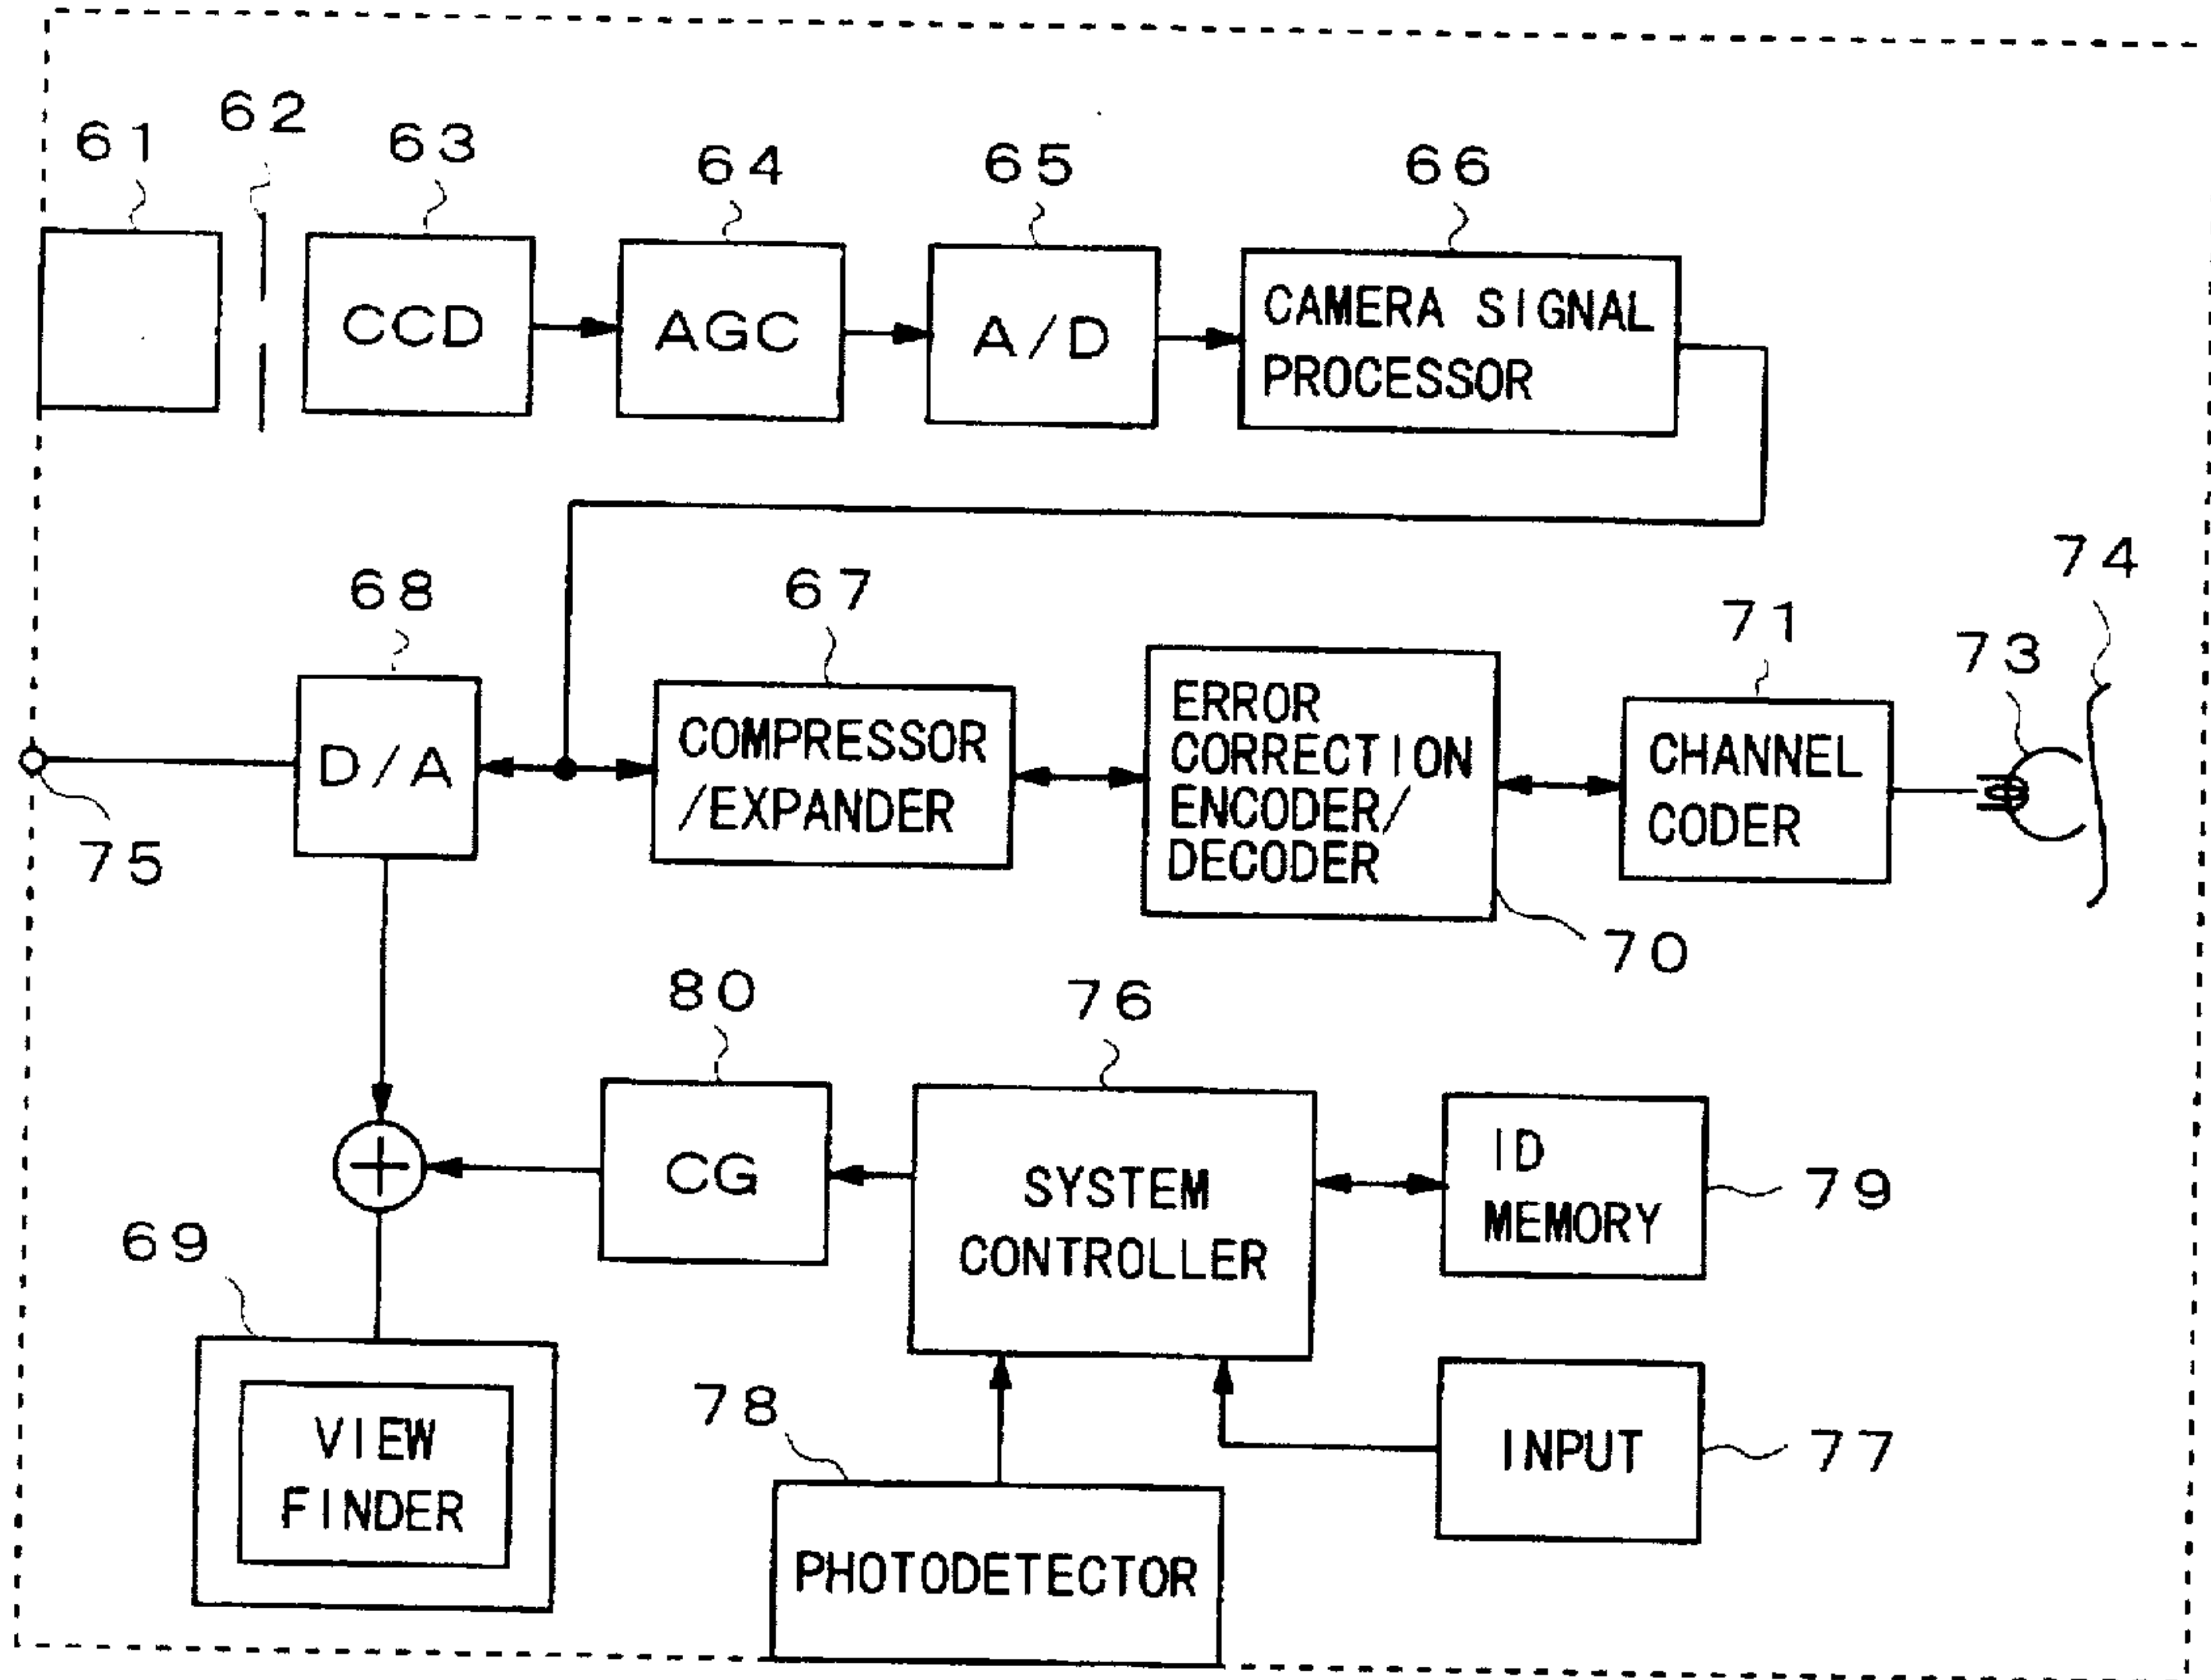 61
62
63
64
65
66
CCD
AGC
A/D
CAMERA SIGNAL
PROCESSOR
68
67
71
73
74
D/A
COMPRESSOR
/EXPANDER
ERROR
CORRECTION
ENCODER/
DECODER
CHANNEL
CODER
75
70
80
76
CG
SYSTEM
CONTROLLER
ID
MEMORY
79
69
VIEW
FINDER
78
PHOTODETECTOR
INPUT
77